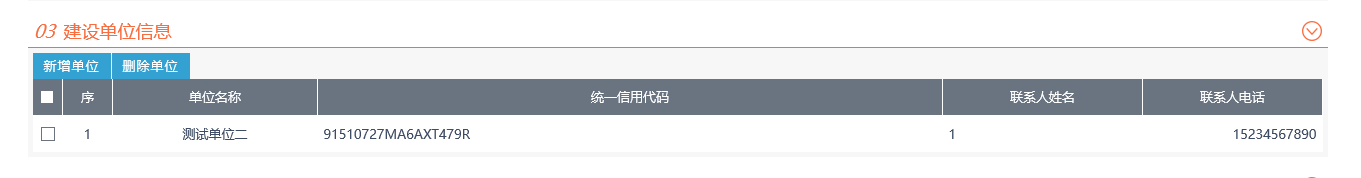 03 建设单位信息
新增单位 删除单位
序 单位名称 统一信用代码 联系人姓名 联系人电话
1 测试单位二 91510727MA6AXT479R 1 15234567890